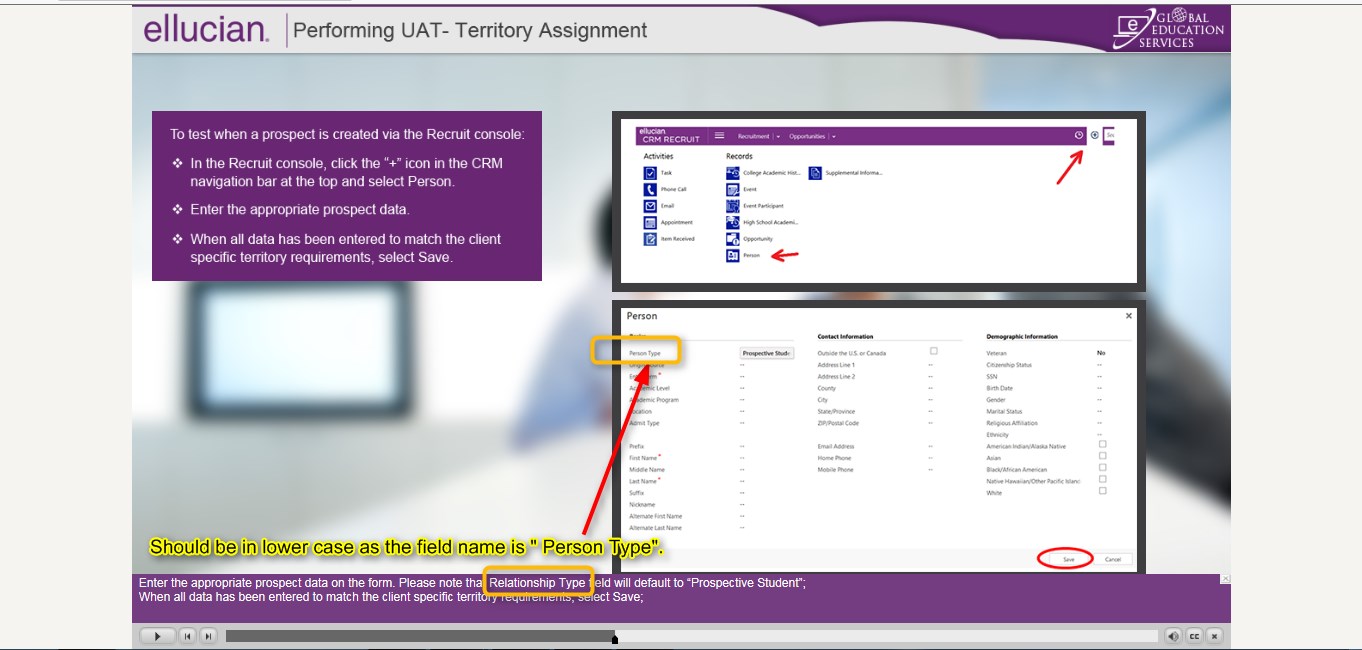 ellucian.
Performing UAT- Territory Assignment
GLOBAL
EDUCATION
SERVICES
To test when a prospect is created via the Recruit console:
❖ In the Recruit console, click the “+” icon in the CRM
navigation bar at the top and select Person.
❖ Enter the appropriate prospect data.
❖ When all data has been entered to match the client
specific territory requirements, select Save.
ellucian
CRM RECRUIT
Recruitment
Opportunities
Activities
Task
Phone Call
Email
Appointment
Item Received
Records
College Academic Hist...
Event
Event Participant
High School Academi...
Opportunity
Person
Supplemental Informa...
Person
Person Type
Prospective Stude
Academic Level
Academic Program
Location
Admit Type
Prefix
First Name *
Middle Name
Last Name *
Suffix
Nickname
Alternate First Name
Alternate Last Name
Contact Information
Outside the U.S. or Canada
Address Line 1
Address Line 2
County
City
State/Province
ZIP/Postal Code
Email Address
Home Phone
Mobile Phone
Demographic Information
Veteran No
Citizenship Status
SSN
Birth Date
Gender
Marital Status
Religious Affiliation
Ethnicity
American Indian/Alaska Native
Asian
Black/African American
Native Hawaiian/Other Pacific Islanc
White
Save
Cancel
Should be in lower case as the field name is " Person Type".
Enter the appropriate prospect data on the form. Please note tha Relationship Type field will default to “Prospective Student”;
When all data has been entered to match the client specific territory requirements, select Save;
CC